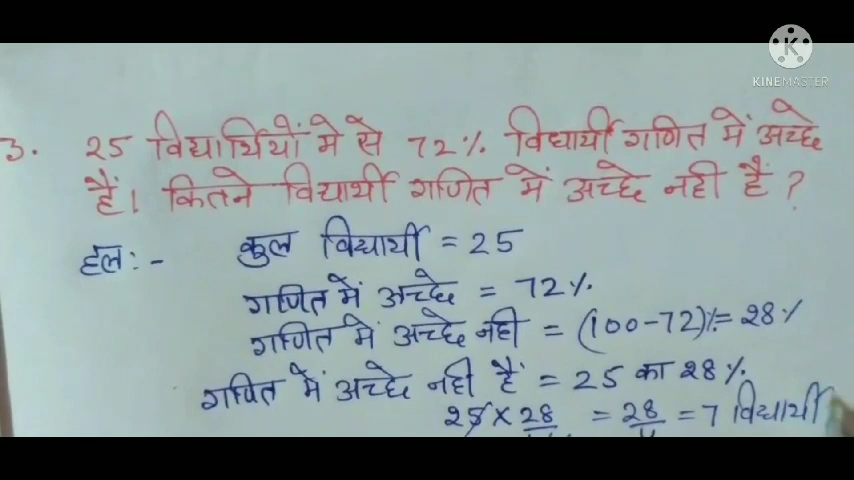 KINEMASTER
3. 25 विद्यार्थियों मे से 72% विद्यार्थी गणित में अच्छे
हैं। कितने विद्यार्थी गणित में अच्छे नही हैं ?
हल:- कुल विद्यार्थी = 25
गणित में अच्छे = 72%
गणित में अच्छे नही = (100-72)% = 28%
गणित में अच्छे नही हैं = 25 का 28%
25 × 28/ = 28/4 = 7 विद्यार्थी